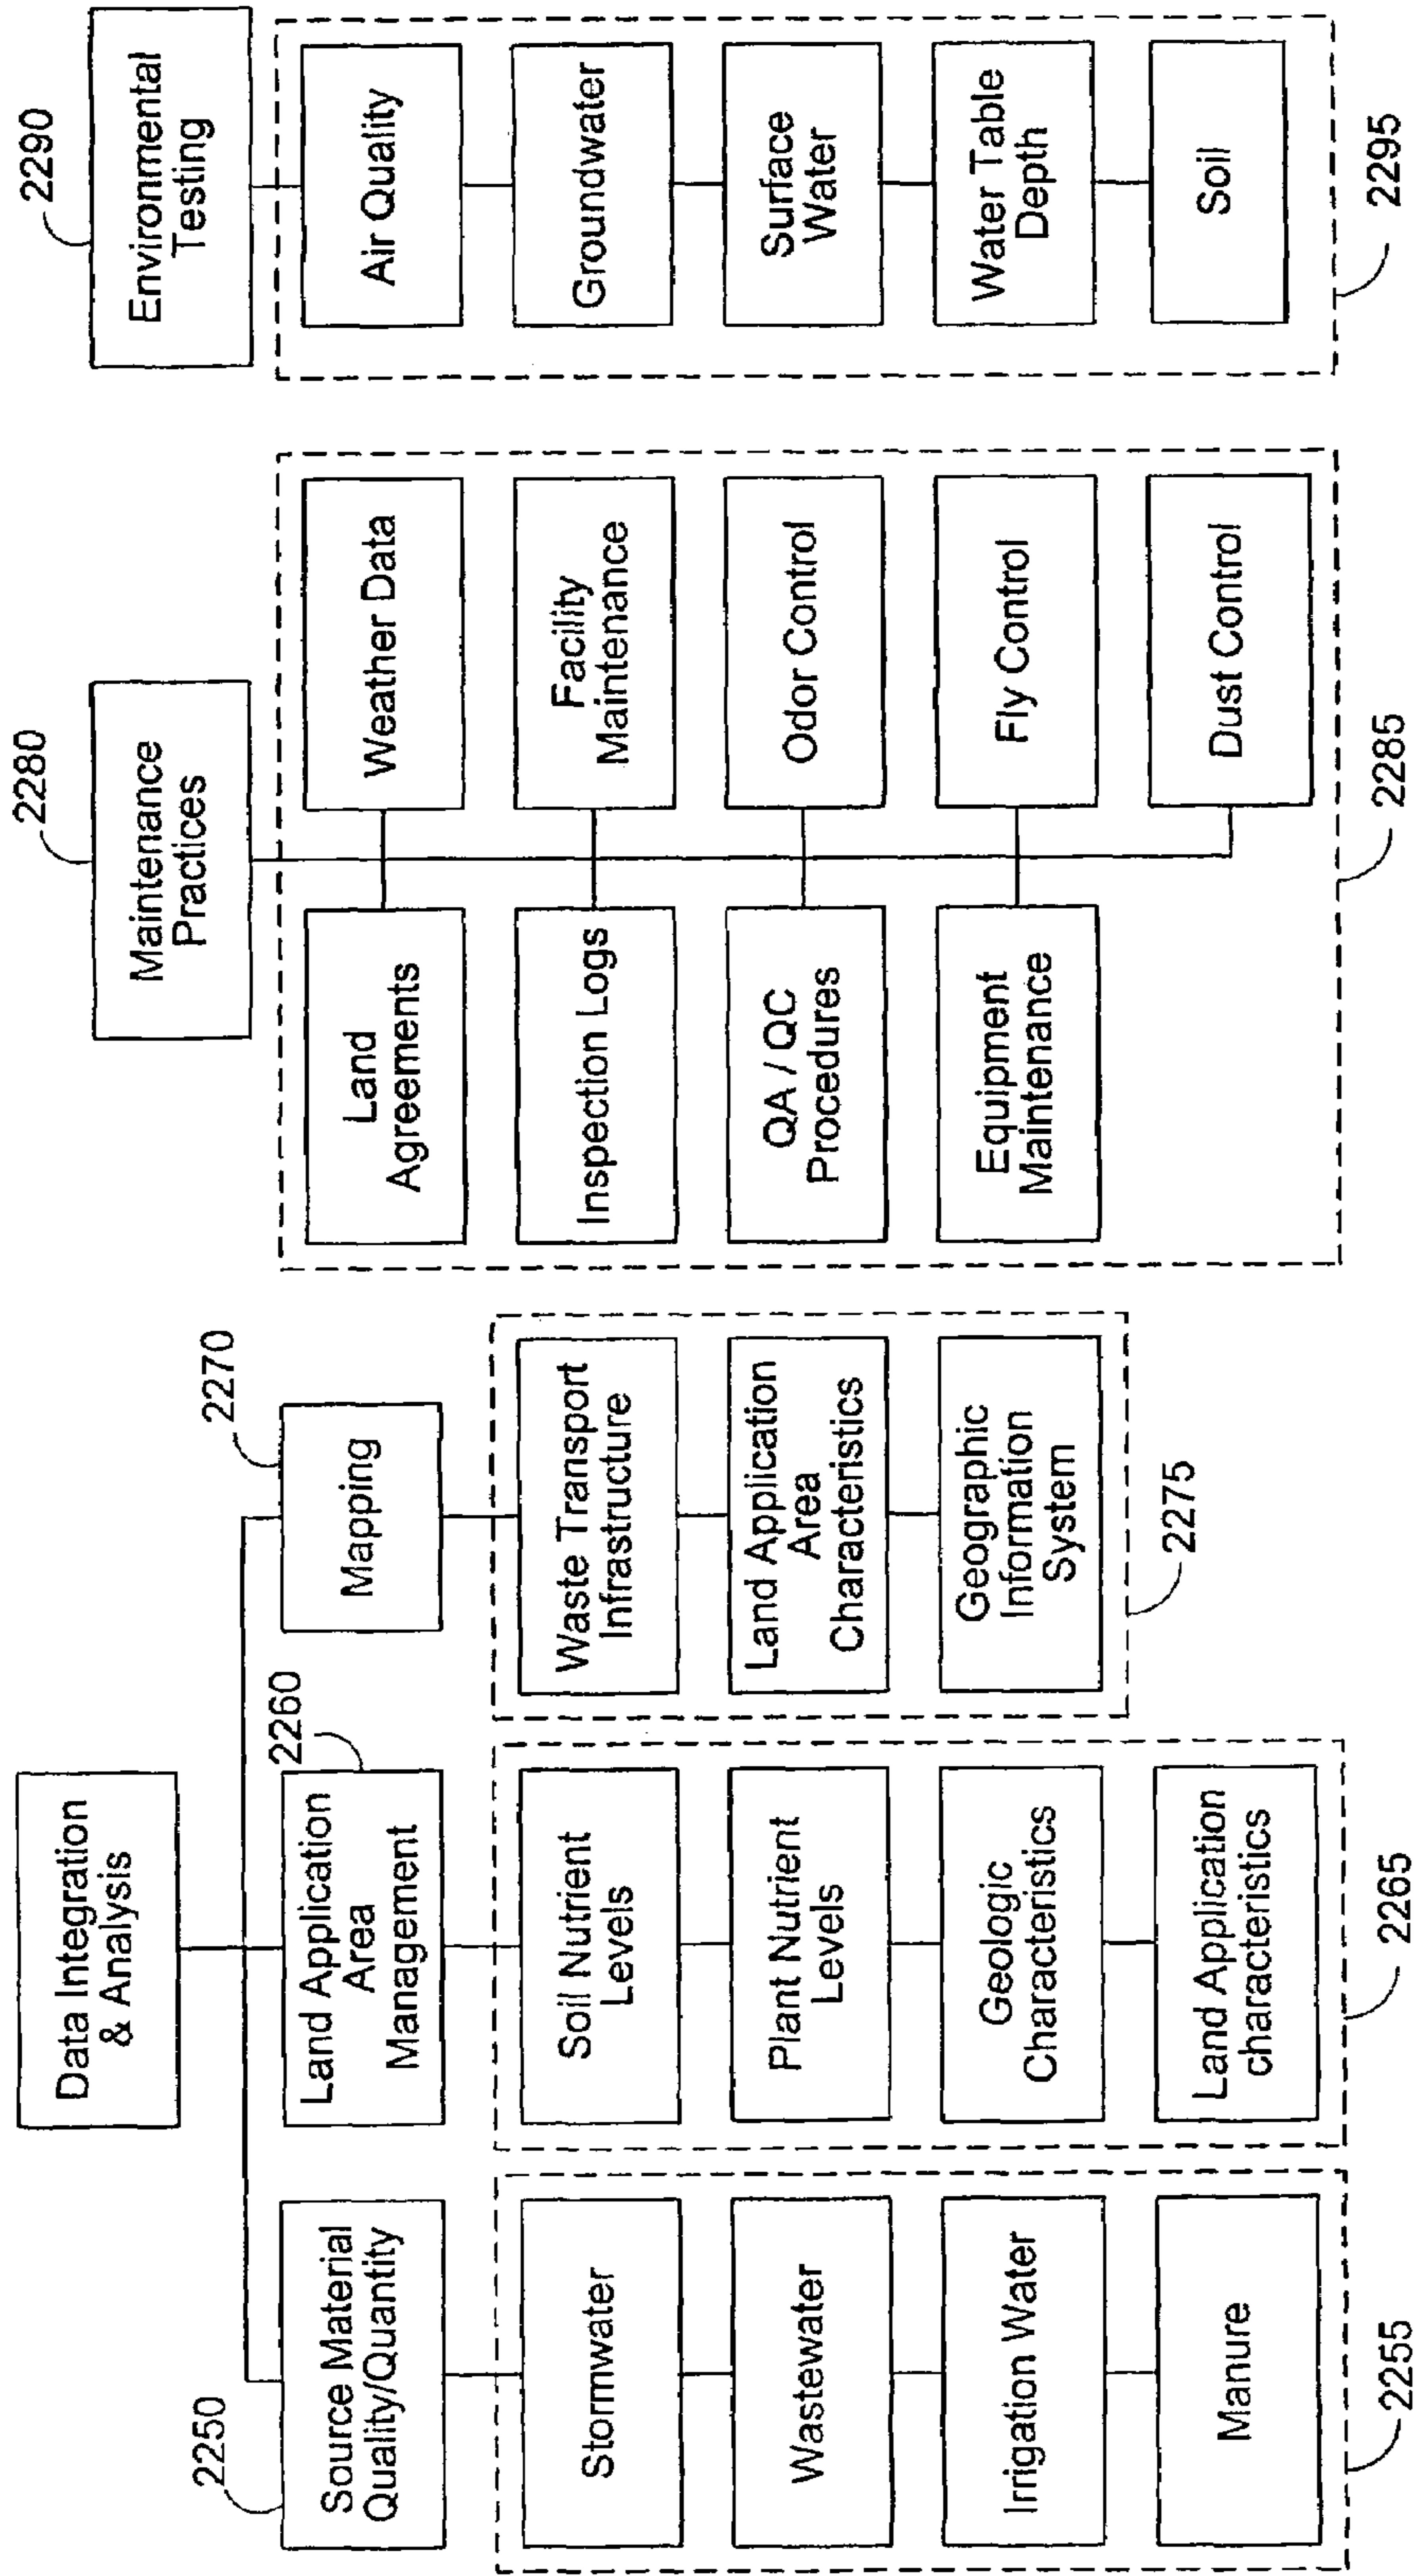 Data Integration
& Analysis
2250
Source Material
Quality/Quantity
Stormwater
Wastewater
Irrigation Water
Manure
2255
2260
Land Application
Area
Management
Soil Nutrient
Levels
Plant Nutrient
Levels
Geologic
Characteristics
Land Application
characteristics
2265
2270
Mapping
Waste Transport
Infrastructure
Land Application
Area
Characteristics
Geographic
Information
System
2275
2280
Maintenance
Practices
Land
Agreements
Weather Data
Inspection Logs
Facility
Maintenance
QA / QC
Procedures
Odor Control
Equipment
Maintenance
Fly Control
Dust Control
2285
2290
Environmental
Testing
Air Quality
Groundwater
Surface
Water
Water Table
Depth
Soil
2295